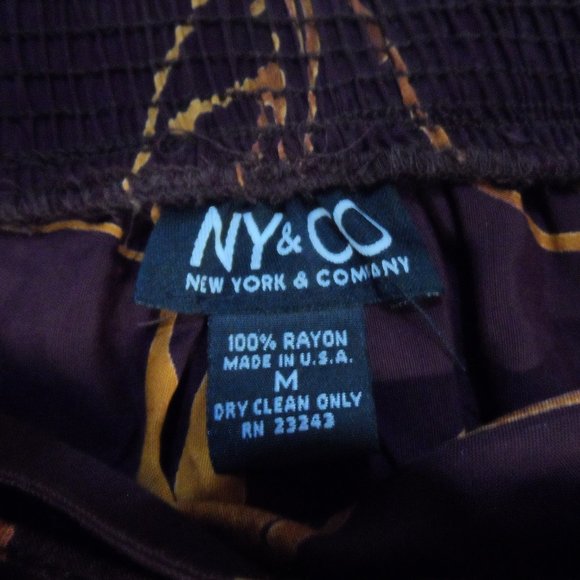 NY&CO
NEW YORK & COMPANY
100% RAYON
MADE IN U.S.A.
M
DRY CLEAN ONLY
RN 23243